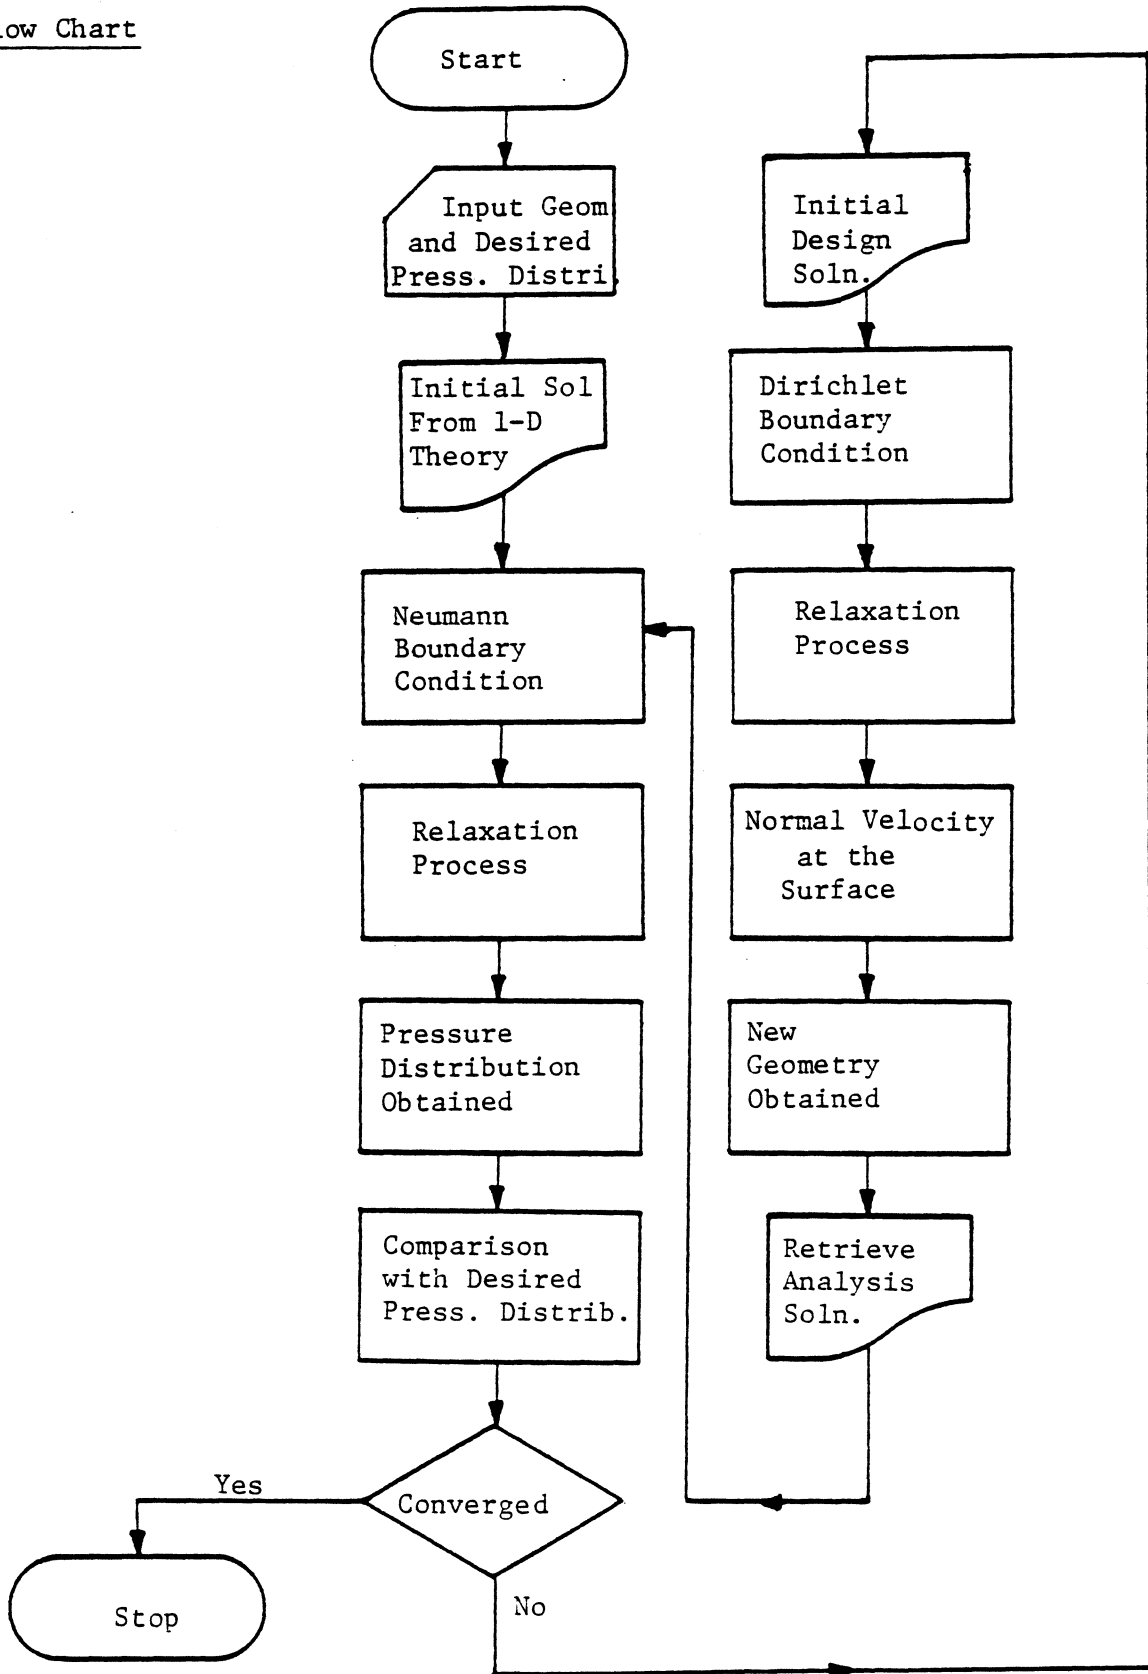 low Chart
Start
Input Geom
and Desired
Press. Distri.
Initial Sol
From 1-D
Theory
Neumann
Boundary
Condition
Relaxation
Process
Pressure
Distribution
Obtained
Comparison
with Desired
Press. Distrib.
Converged
Yes
No
Stop
Initial
Design
Soln.
Dirichlet
Boundary
Condition
Relaxation
Process
Normal Velocity
at the
Surface
New
Geometry
Obtained
Retrieve
Analysis
Soln.